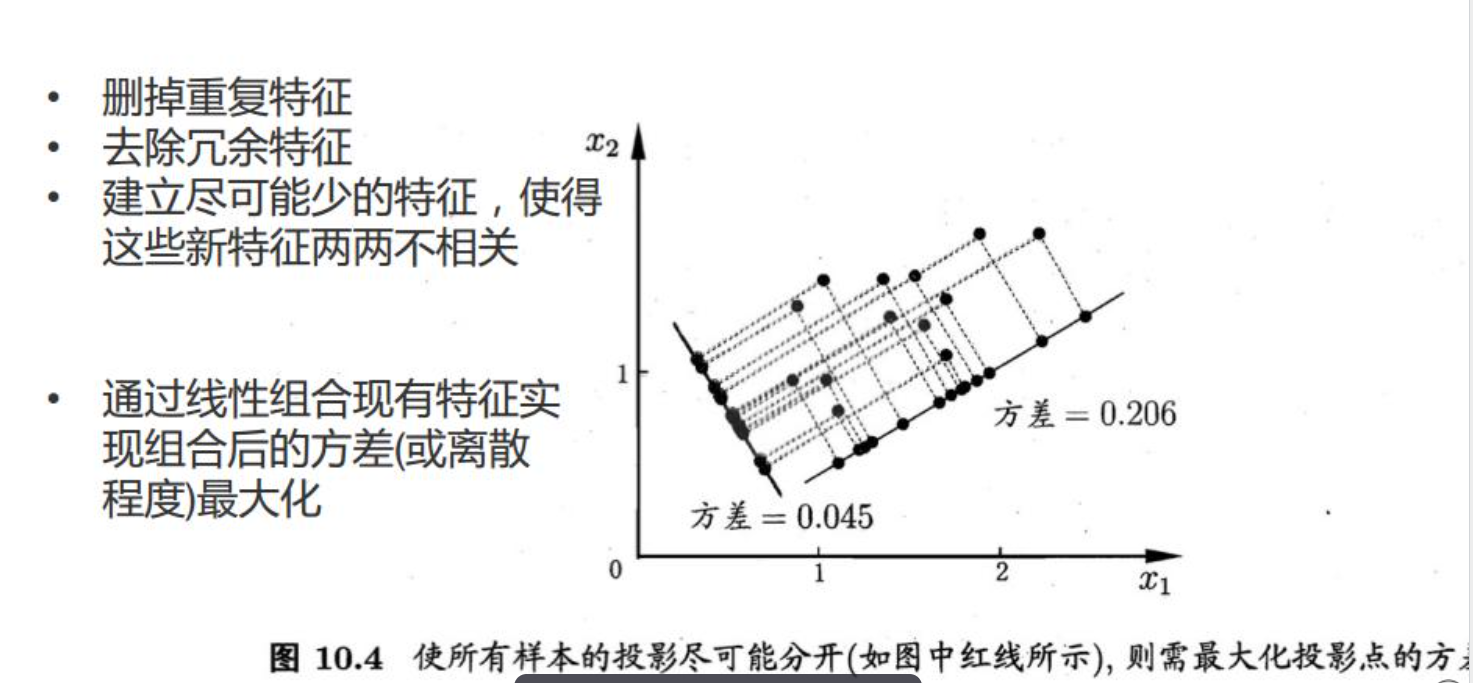 • 删掉重复特征
• 去除冗余特征
• 建立尽可能少的特征，使得
这些新特征两两不相关
• 通过线性组合现有特征实
现组合后的方差(或离散
程度)最大化
x₂
1
方差 = 0.206
方差 = 0.045
0
1
2
x₁
图 10.4 使所有样本的投影尽可能分开(如图中红线所示), 则需最大化投影点的方